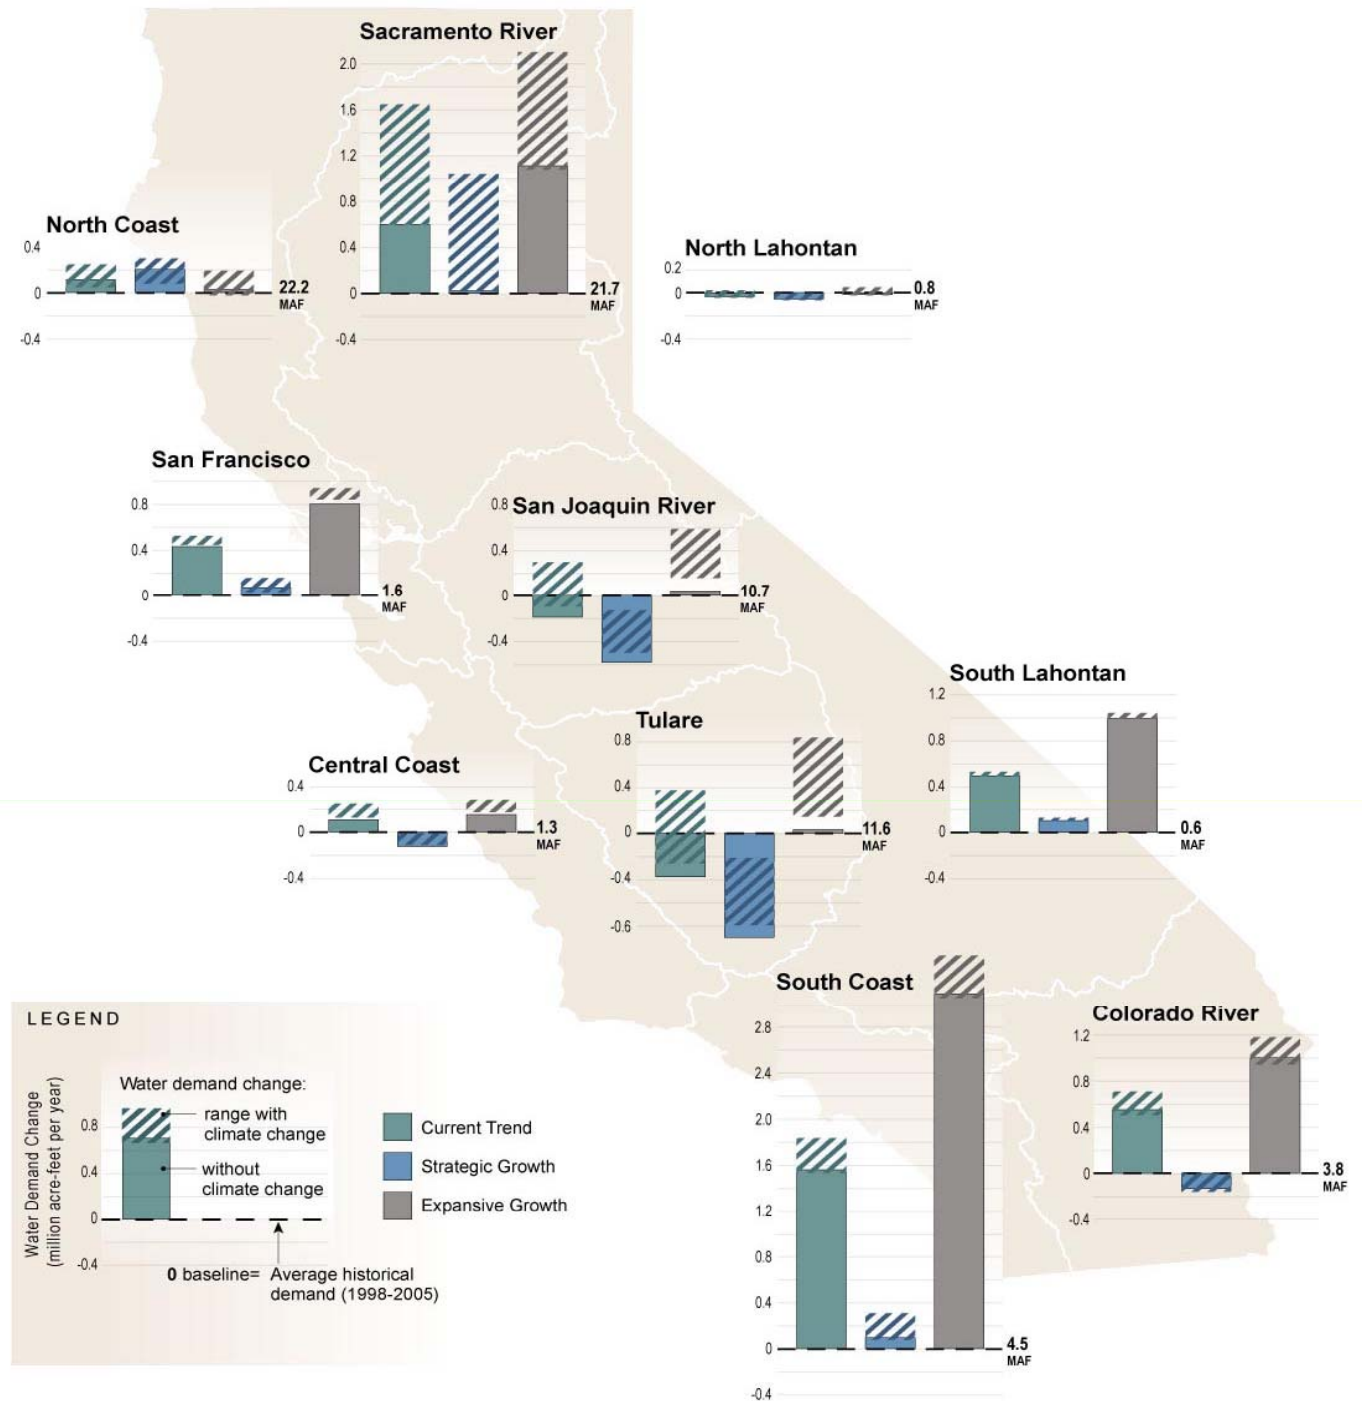 Sacramento River
2.0
1.6
1.2
0.8
0.4
0
-0.4
21.7
MAF
North Coast
0.4
0
-0.4
22.2
MAF
North Lahontan
0.2
0
-0.4
0.8
MAF
San Francisco
0.8
0.4
0
-0.4
1.6
MAF
San Joaquin River
0.8
0.4
0
-0.4
10.7
MAF
South Lahontan
1.2
0.8
0.4
0
-0.4
0.6
MAF
Tulare
0.8
0.4
0
-0.4
-0.6
11.6
MAF
Central Coast
0.4
0
-0.4
1.3
MAF
South Coast
2.8
2.4
2.0
1.6
1.2
0.8
0.4
0
-0.4
4.5
MAF
Colorado River
1.2
0.8
0.4
0
-0.4
3.8
MAF
LEGEND
Water Demand Change
(million acre-feet per year)
Water demand change:
0.8
0.4
0
-0.4
range with
climate change
without
climate change
0 baseline= Average historical
demand (1998-2005)
Current Trend
Strategic Growth
Expansive Growth